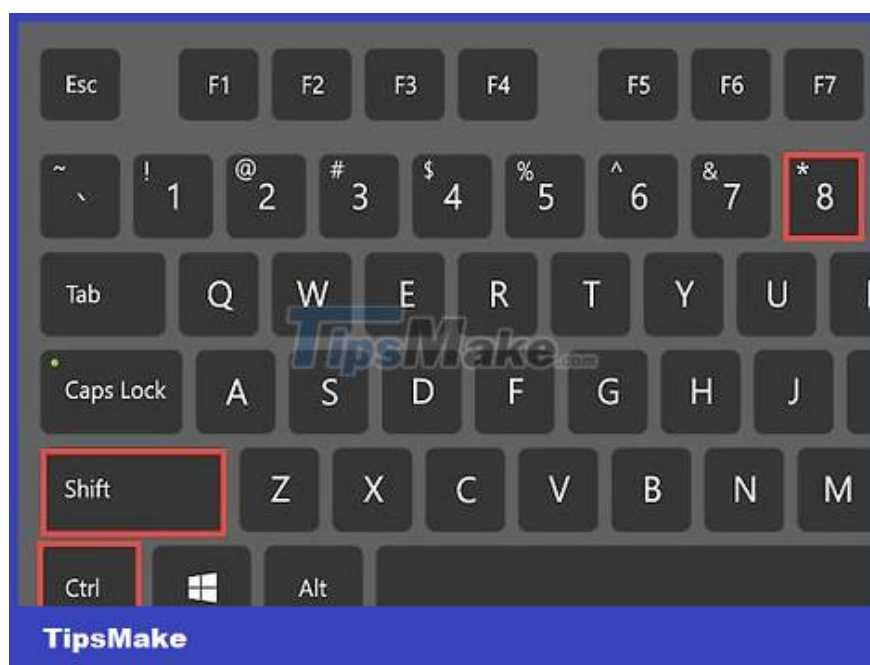 Esc F1 F2 F3 F4 F5 F6 F7
~ ` ! 1 @ 2 # 3 $ 4 % 5 ^ 6 & 7 * 8
Tab Q W E R T Y U
TipsMake.com
Caps Lock A S D F G H J
Shift Z X C V B N M
Ctrl Alt
TipsMake